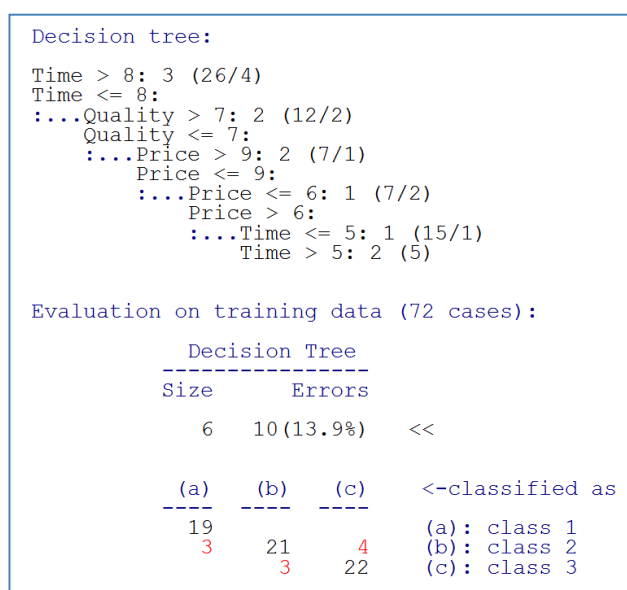 Decision tree:
Time > 8: 3 (26/4)
Time <= 8:
:...Quality > 7: 2 (12/2)
    Quality <= 7:
    :...Price > 9: 2 (7/1)
        Price <= 9:
        :...Price <= 6: 1 (7/2)
            Price > 6:
            :...Time <= 5: 1 (15/1)
                Time > 5: 2 (5)
Evaluation on training data (72 cases):
Decision Tree
----------------
Size      Errors
6   10(13.9%)   <<
(a)   (b)   (c)    <-classified as
----  ----  ----
19                 (a): class 1
3    21     4    (b): class 2
3    22    (c): class 3